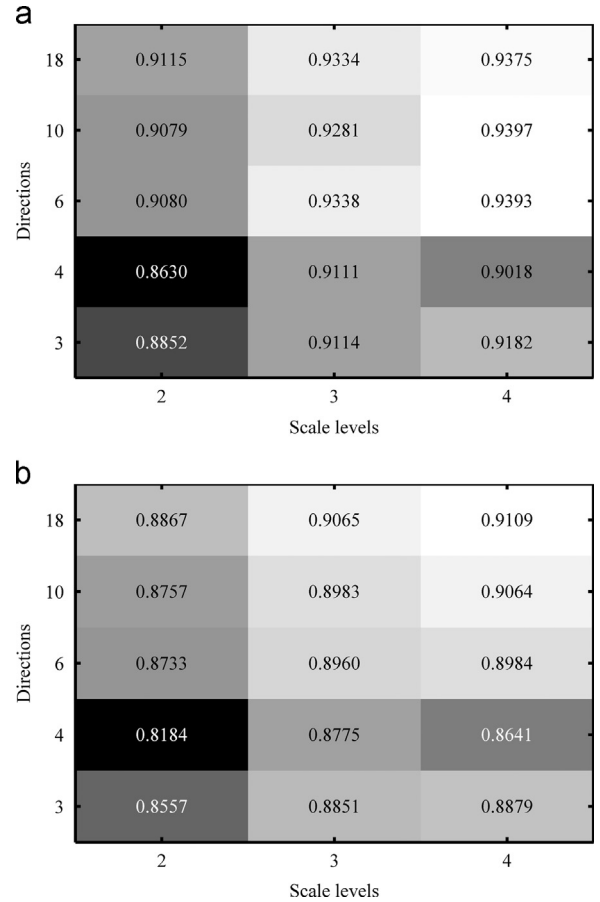 a
18 0.9115 0.9334 0.9375
10 0.9079 0.9281 0.9397
6 0.9080 0.9338 0.9393
4 0.8630 0.9111 0.9018
3 0.8852 0.9114 0.9182
Directions
2 3 4
Scale levels
b
18 0.8867 0.9065 0.9109
10 0.8757 0.8983 0.9064
6 0.8733 0.8960 0.8984
4 0.8184 0.8775 0.8641
3 0.8557 0.8851 0.8879
Directions
2 3 4
Scale levels